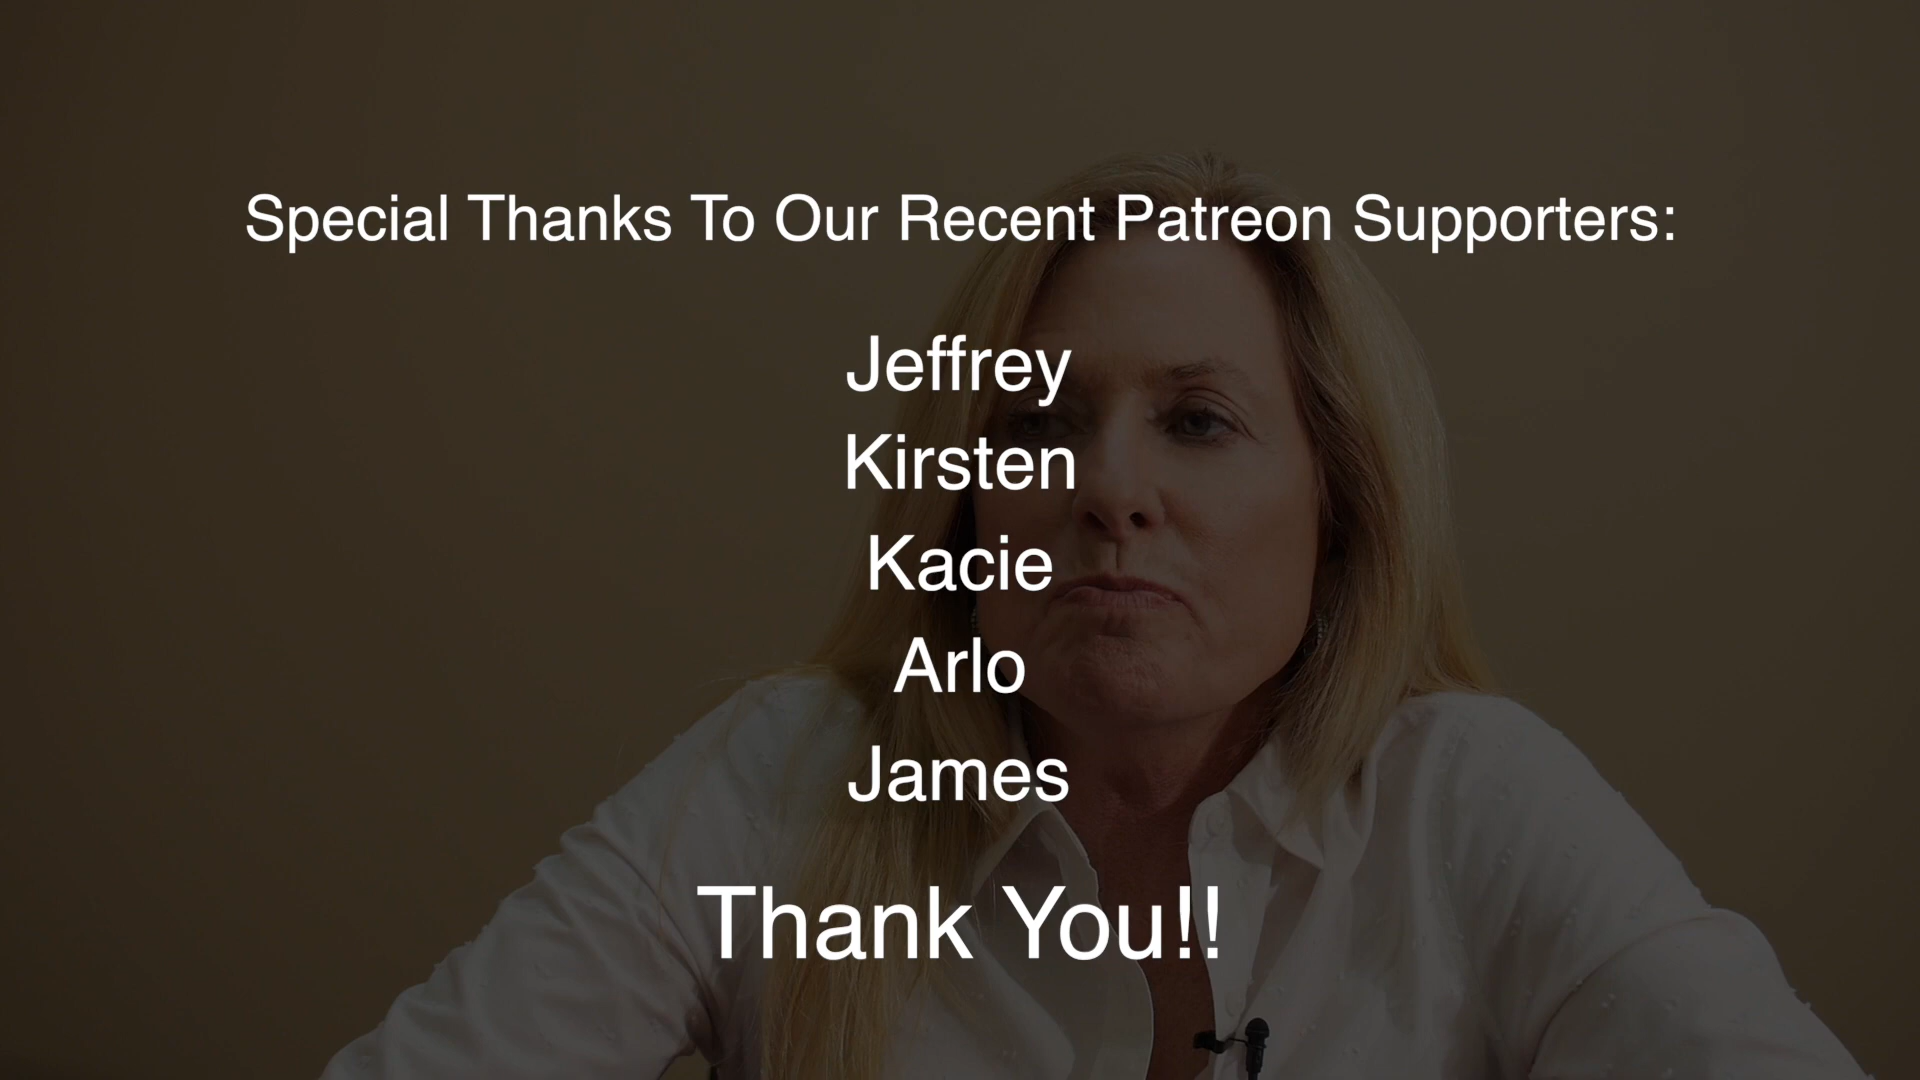 Special Thanks To Our Recent Patreon Supporters:
Jeffrey
Kirsten
Kacie
Arlo
James
Thank You!!